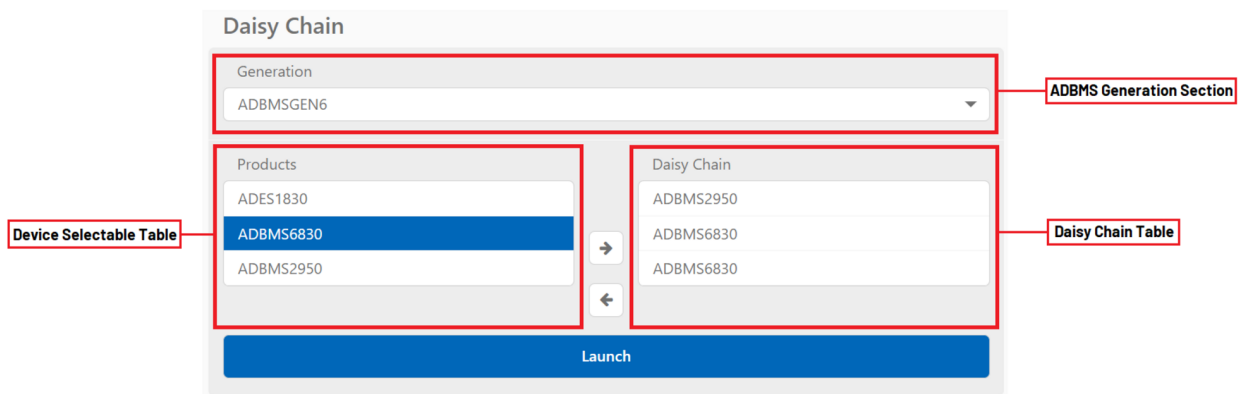 Daisy Chain
Generation
ADBMSGEN6
ADBMS Generation Section
Products
Daisy Chain
ADES1830
ADBMS2950
Device Selectable Table
ADBMS6830
ADBMS6830
Daisy Chain Table
ADBMS2950
ADBMS6830
Launch